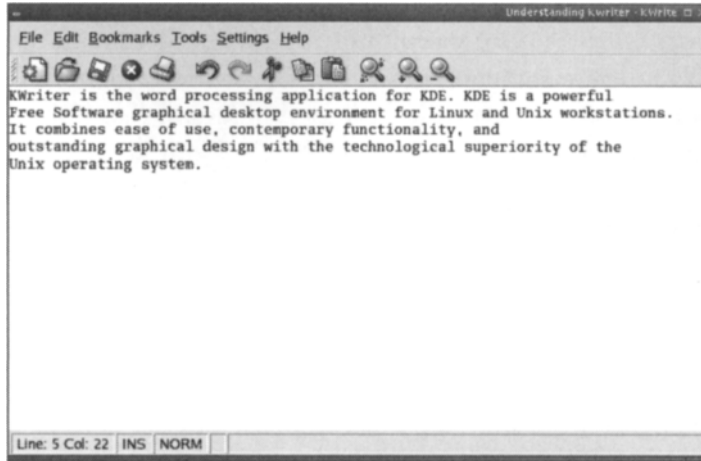 Understanding kwriter - KWrite
File Edit Bookmarks Tools Settings Help
KWriter is the word processing application for KDE. KDE is a powerful
Free Software graphical desktop environment for Linux and Unix workstations.
It combines ease of use, contemporary functionality, and
outstanding graphical design with the technological superiority of the
Unix operating system.
Line: 5 Col: 22 INS NORM